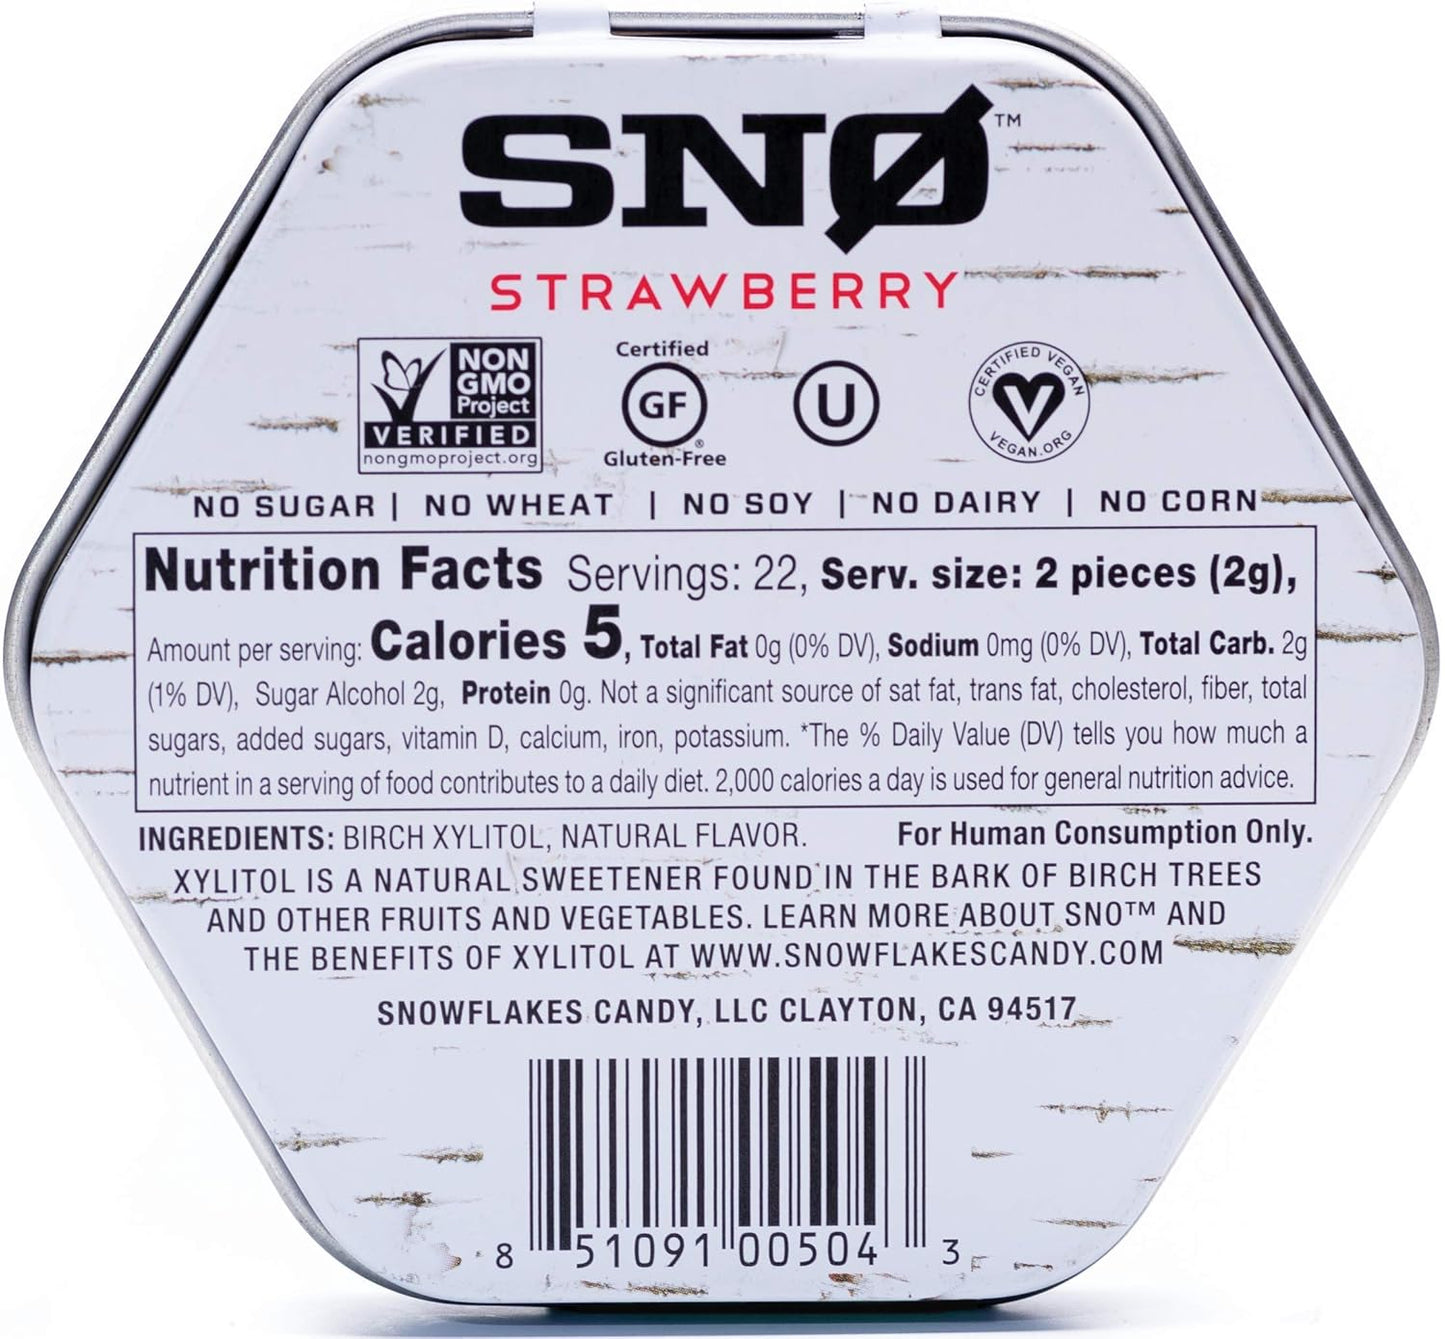 SNØ™
STRAWBERRY
NON
GMO
Project
VERIFIED
nongmoproject.org
Certified
GF
®
Gluten-Free
U
CERTIFIED VEGAN
V
VEGAN.ORG
NO SUGAR | NO WHEAT | NO SOY | NO DAIRY | NO CORN
Nutrition Facts Servings: 22, Serv. size: 2 pieces (2g),
Amount per serving: Calories 5, Total Fat 0g (0% DV), Sodium 0mg (0% DV), Total Carb. 2g
(1% DV), Sugar Alcohol 2g, Protein 0g. Not a significant source of sat fat, trans fat, cholesterol, fiber, total
sugars, added sugars, vitamin D, calcium, iron, potassium. *The % Daily Value (DV) tells you how much a
nutrient in a serving of food contributes to a daily diet. 2,000 calories a day is used for general nutrition advice.
INGREDIENTS: BIRCH XYLITOL, NATURAL FLAVOR. For Human Consumption Only.
XYLITOL IS A NATURAL SWEETENER FOUND IN THE BARK OF BIRCH TREES
AND OTHER FRUITS AND VEGETABLES. LEARN MORE ABOUT SNO™ AND
THE BENEFITS OF XYLITOL AT WWW.SNOWFLAKESCANDY.COM
SNOWFLAKES CANDY, LLC CLAYTON, CA 94517
8 51091 00504 3